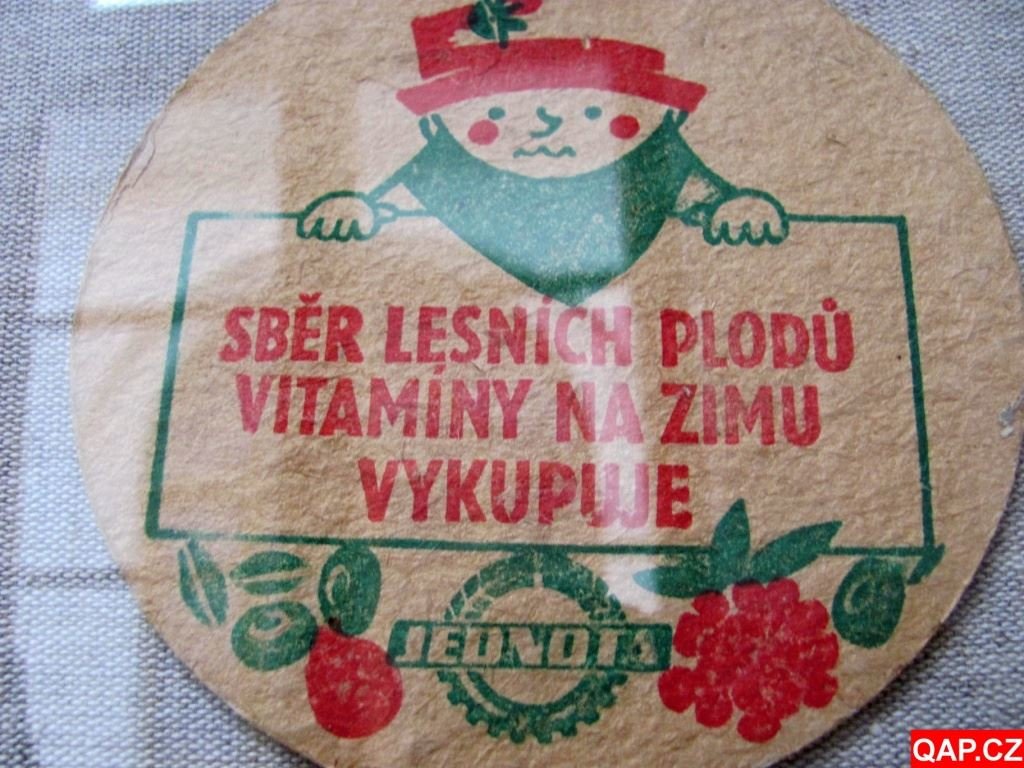 SBĚR LESNÍCH PLODŮ
VITAMÍNY NA ZIMU
VYKUPUJE
JEDNOTA
QAP.CZ